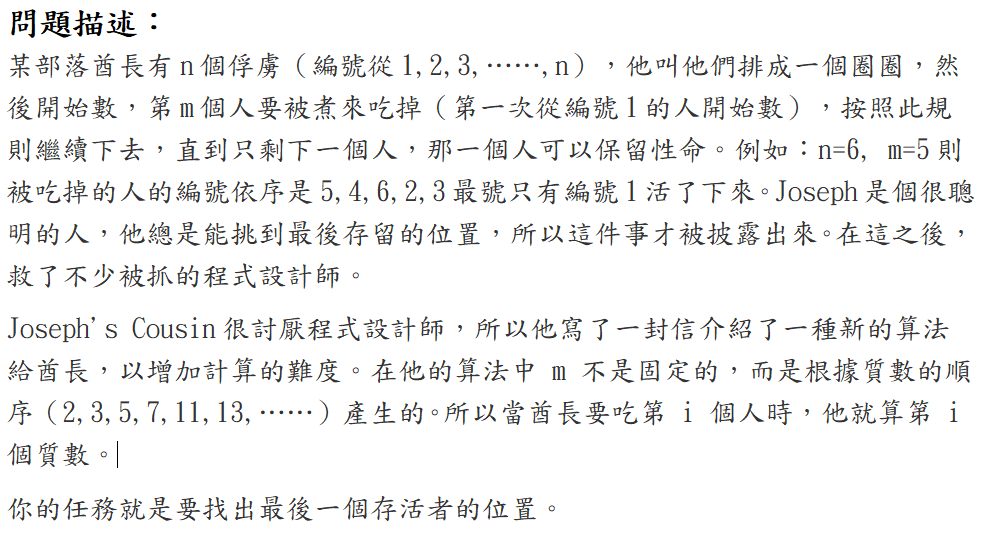 問題描述：
某部落酋長有 n 個俘虜（編號從 1,2,3,……,n），他叫他們排成一個圈圈，然
後開始數，第 m 個人要被煮來吃掉（第一次從編號 1 的人開始數），按照此規
則繼續下去，直到只剩下一個人，那一個人可以保留性命。例如：n=6, m=5 則
被吃掉的人的編號依序是 5,4,6,2,3 最號只有編號 1 活了下來。Joseph 是個很聰
明的人，他總是能挑到最後存留的位置，所以這件事才被披露出來。在這之後，
救了不少被抓的程式設計師。
Joseph's Cousin 很討厭程式設計師，所以他寫了一封信介紹了一種新的算法
給酋長，以增加計算的難度。在他的算法中 m 不是固定的，而是根據質數的順
序（2,3,5,7,11,13,……）產生的。所以當酋長要吃第 i 個人時，他就算第 i
個質數。
你的任務就是要找出最後一個存活者的位置。